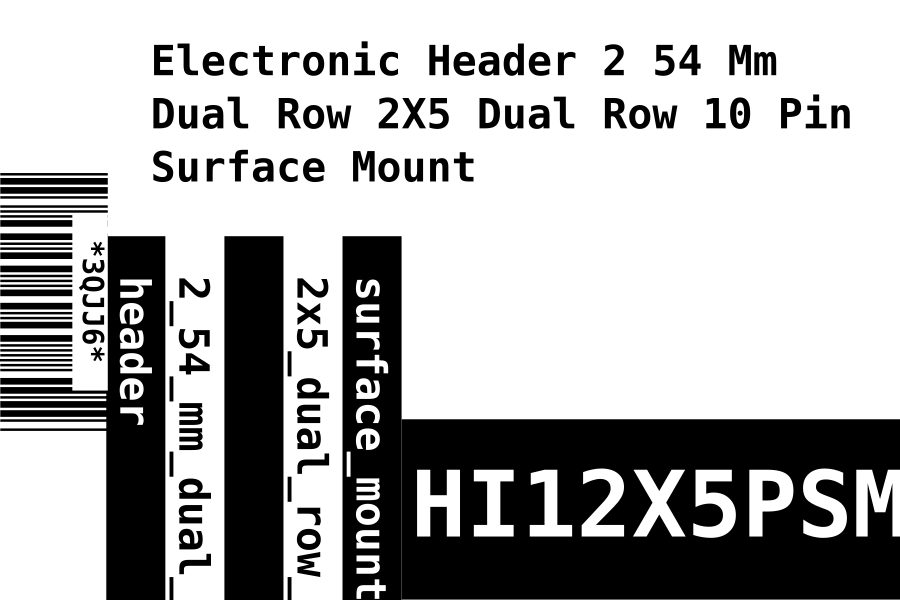 Electronic Header 2 54 Mm
Dual Row 2X5 Dual Row 10 Pin
Surface Mount
*3QJJ6*
header
2_54_mm_dual_
2x5_dual_row_
surface_mount
HI12X5PSM